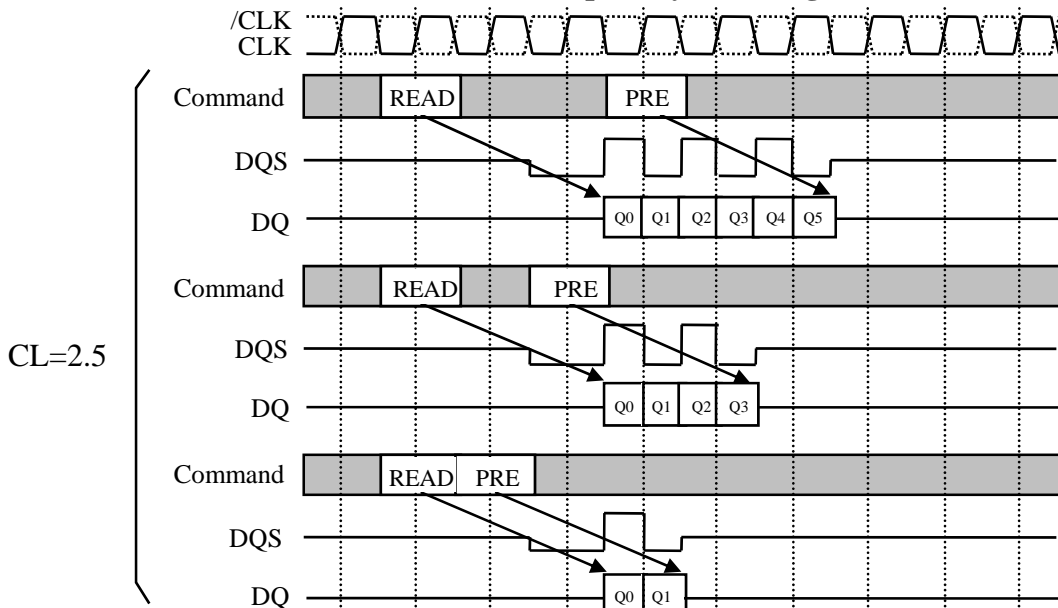 /CLK
CLK
Command READ PRE
DQS
DQ Q0 Q1 Q2 Q3 Q4 Q5
Command READ PRE
CL=2.5
DQS
DQ Q0 Q1 Q2 Q3
Command READ PRE
DQS
DQ Q0 Q1